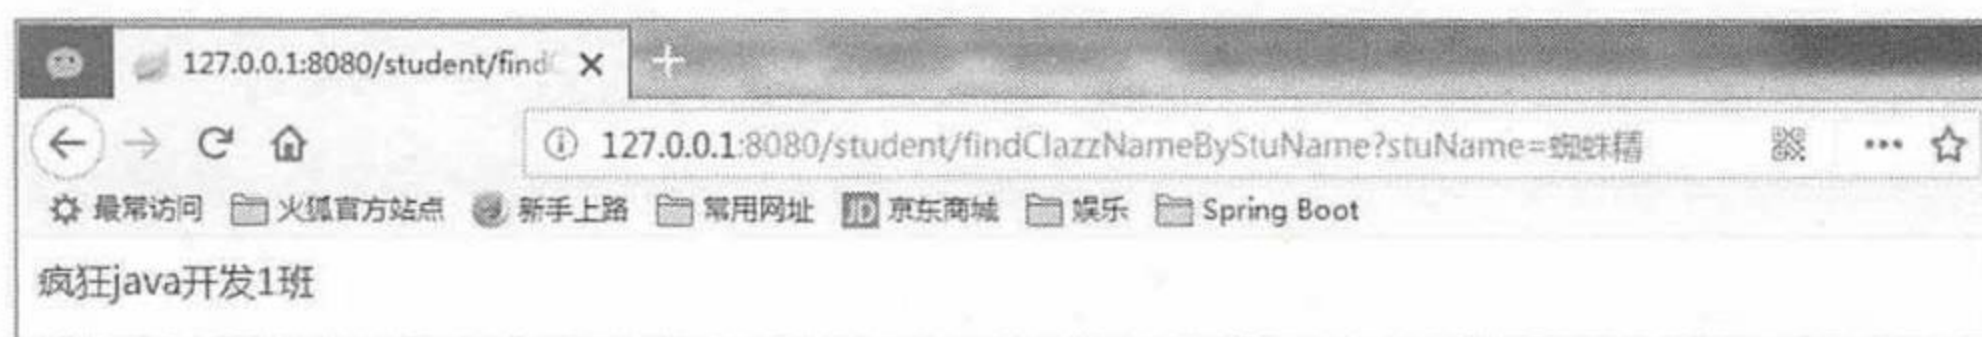 127.0.0.1:8080/student/find
127.0.0.1:8080/student/findClazzNameByStuName?stuName=蜘蛛精
最常访问 火狐官方站点 新手上路 常用网址 JD 京东商城 娱乐 Spring Boot
疯狂java开发1班